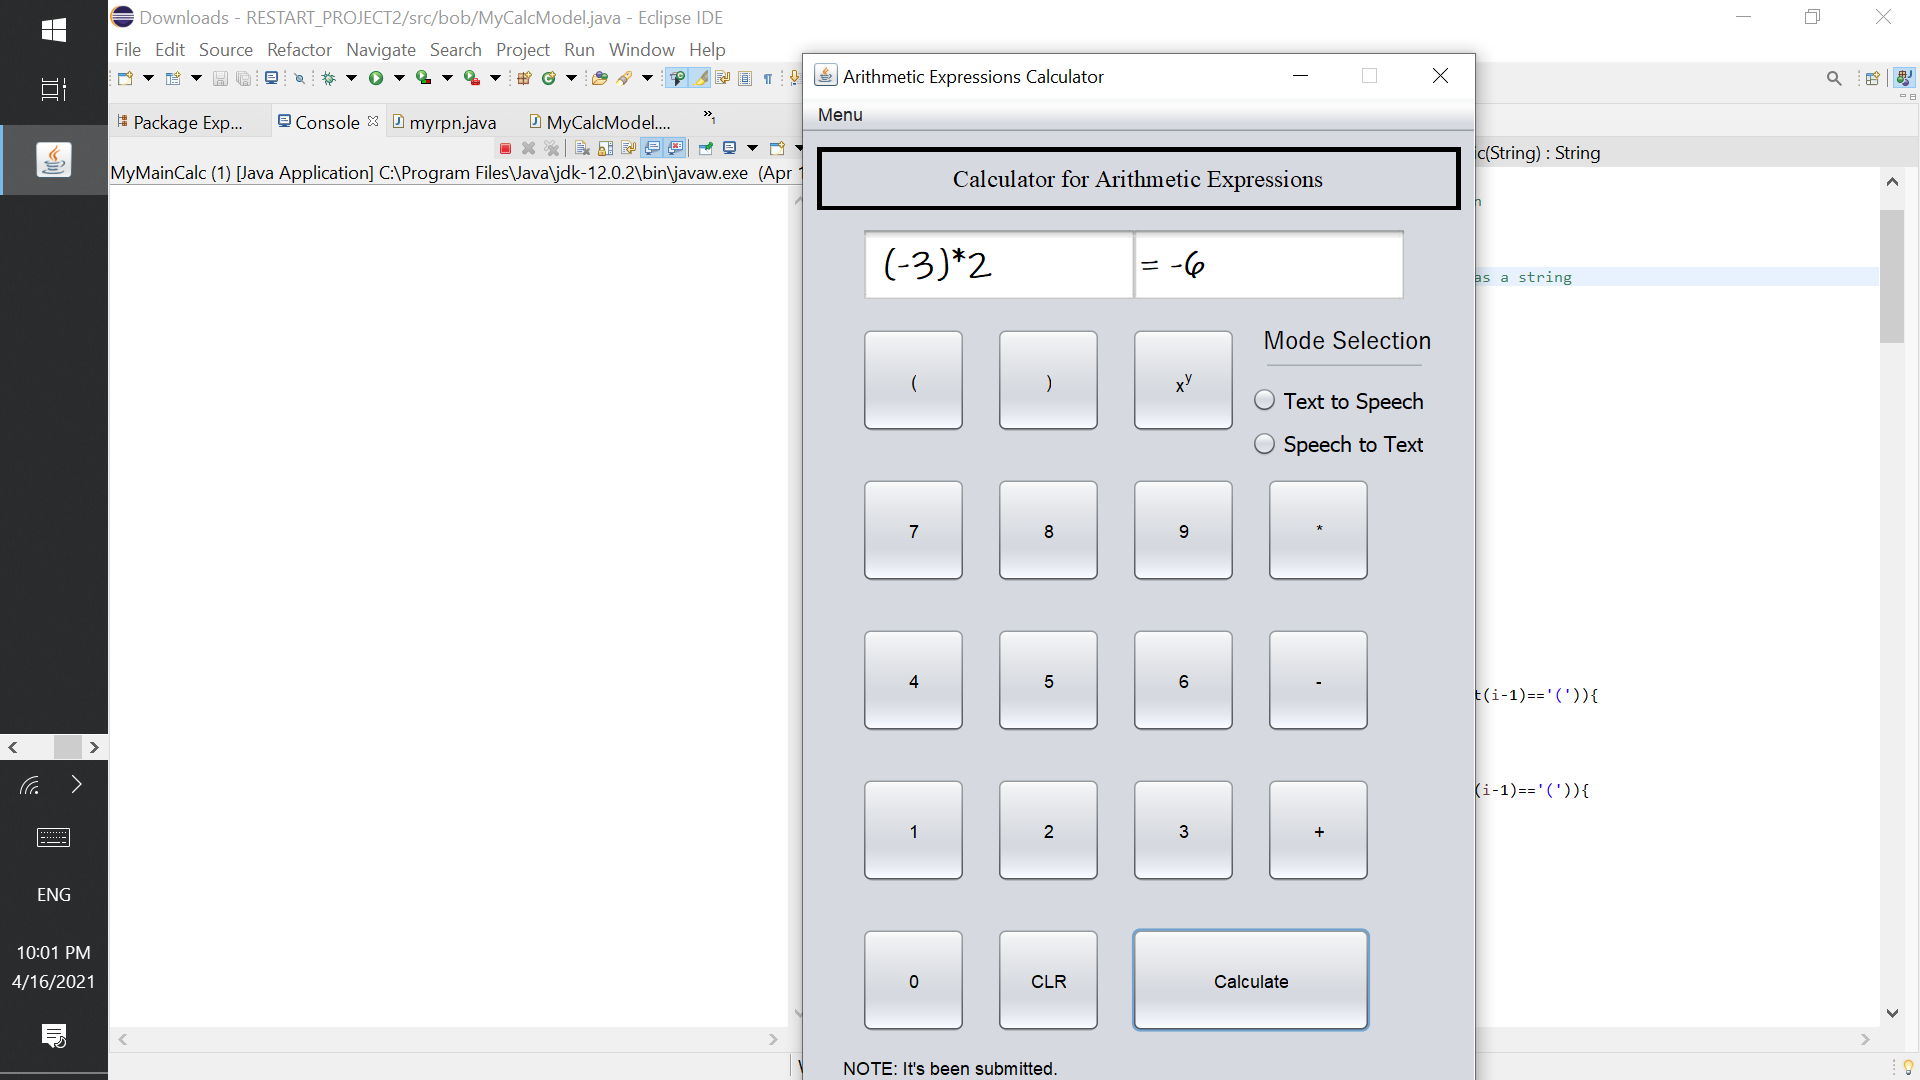 Downloads - RESTART_PROJECT2/src/bob/MyCalcModel.java - Eclipse IDE
File Edit Source Refactor Navigate Search Project Run Window Help
Package Exp...
Console
myrpn.java
MyCalcModel....
»1
MyMainCalc (1) [Java Application] C:\Program Files\Java\jdk-12.0.2\bin\javaw.exe (Apr 1
Arithmetic Expressions Calculator
Menu
Calculator for Arithmetic Expressions
(-3)*2
= -6
( ) xy
Mode Selection
Text to Speech
Speech to Text
7 8 9 *
4 5 6 -
1 2 3 +
0 CLR Calculate
NOTE: It's been submitted.
ic(String) : String
n
as a string
t(i-1)=='(')){
(i-1)=='(')){
ENG
10:01 PM
4/16/2021